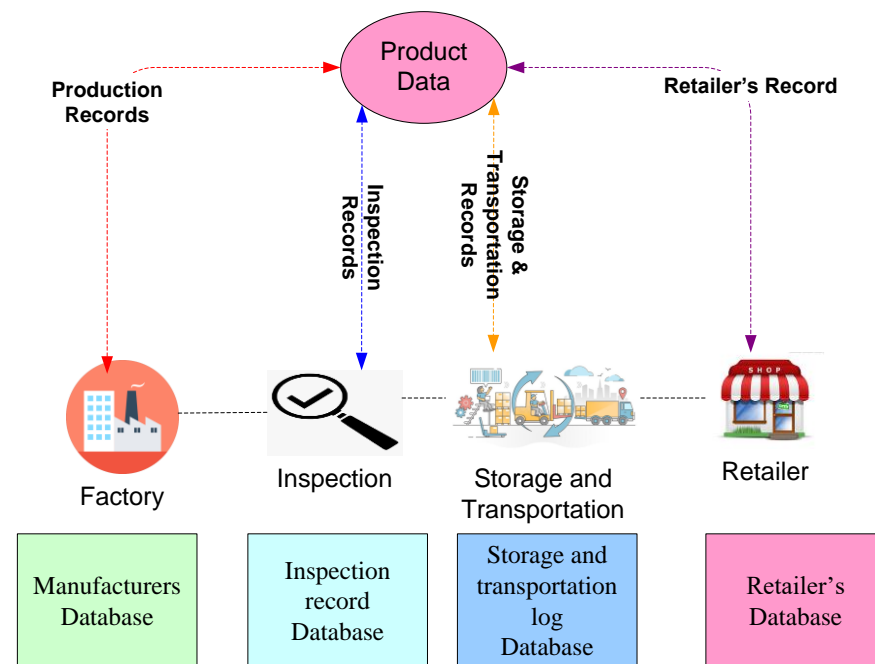 Product
Data
Production
Records
Retailer's Record
Inspection
Records
Storage &
Transportation
Records
SHOP
Factory
Inspection
Storage and
Transportation
Retailer
Manufacturers
Database
Inspection
record
Database
Storage and
transportation
log
Database
Retailer's
Database